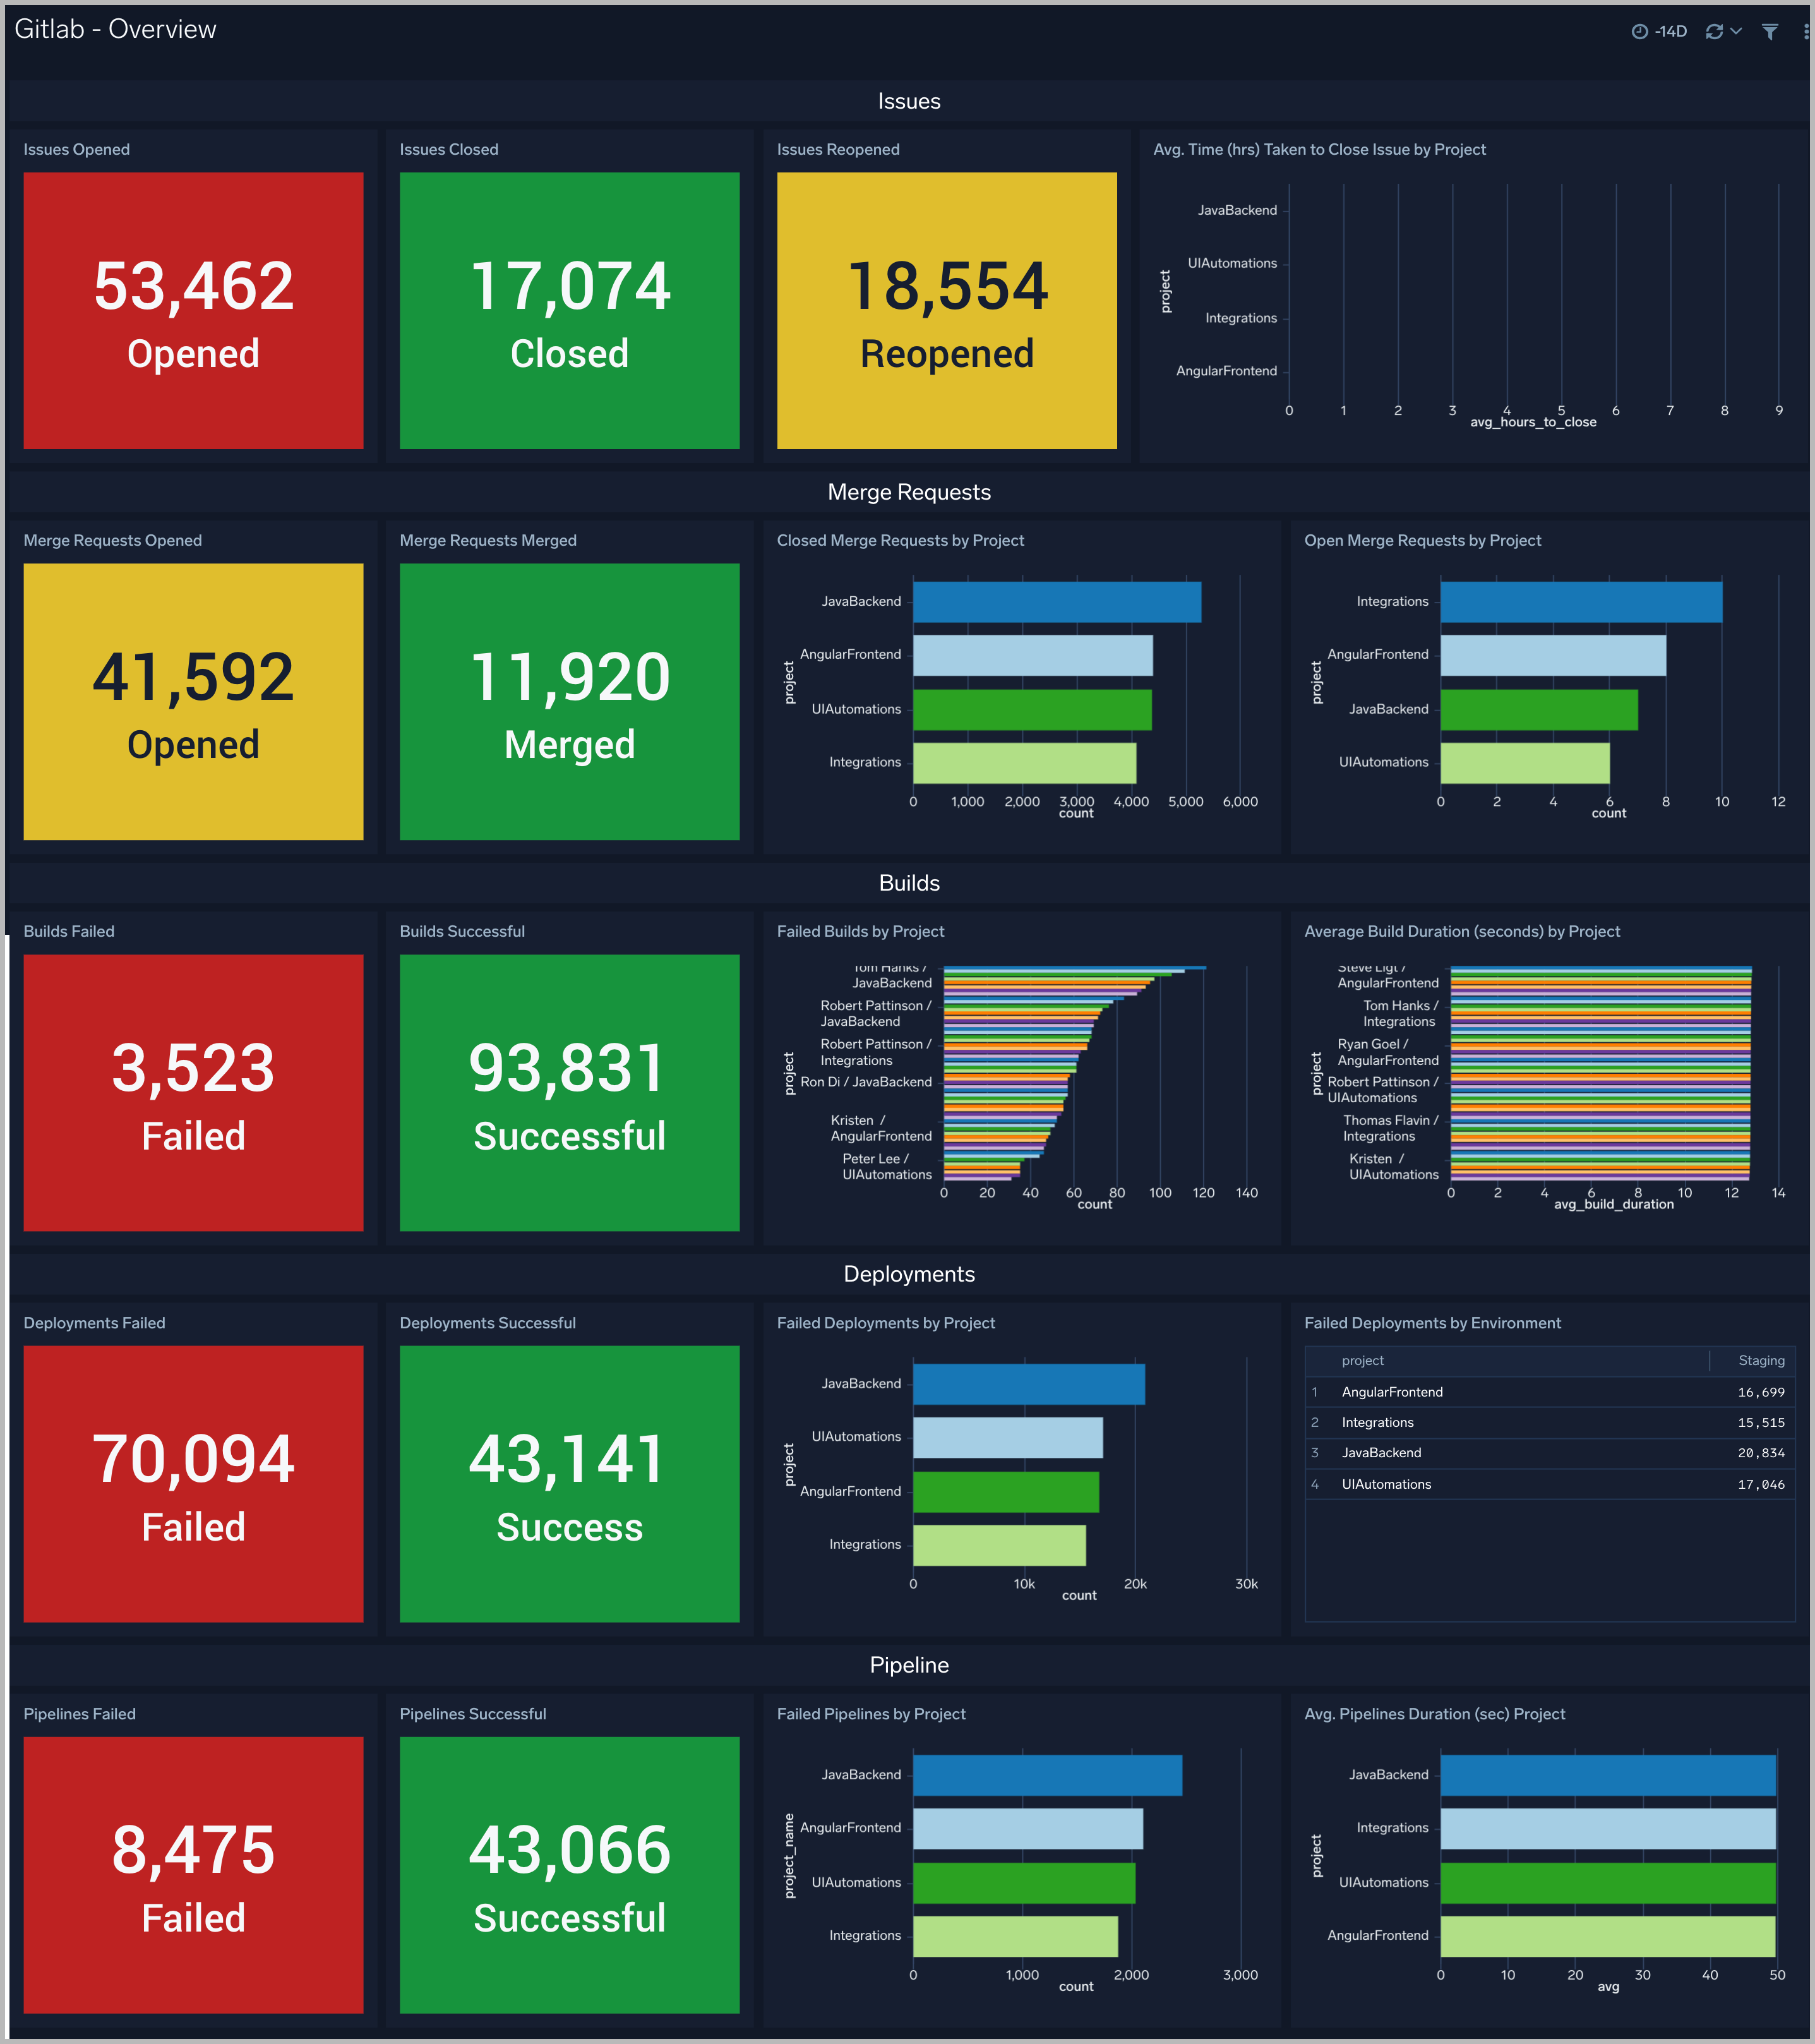 Gitlab - Overview
-14D
Issues
Issues Opened
53,462
Opened
Issues Closed
17,074
Closed
Issues Reopened
18,554
Reopened
Avg. Time (hrs) Taken to Close Issue by Project
project
JavaBackend
UIAutomations
Integrations
AngularFrontend
0 1 2 3 4 5 6 7 8 9
avg_hours_to_close
Merge Requests
Merge Requests Opened
41,592
Opened
Merge Requests Merged
11,920
Merged
Closed Merge Requests by Project
project
JavaBackend
AngularFrontend
UIAutomations
Integrations
0 1,000 2,000 3,000 4,000 5,000 6,000
count
Open Merge Requests by Project
project
Integrations
AngularFrontend
JavaBackend
UIAutomations
0 2 4 6 8 10 12
count
Builds
Builds Failed
3,523
Failed
Builds Successful
93,831
Successful
Failed Builds by Project
project
Tom Hanks /
JavaBackend
Robert Pattinson /
JavaBackend
Robert Pattinson /
Integrations
Ron Di / JavaBackend
Kristen /
AngularFrontend
Peter Lee /
UIAutomations
0 20 40 60 80 100 120 140
count
Average Build Duration (seconds) by Project
project
Steve Ligt /
AngularFrontend
Tom Hanks /
Integrations
Ryan Goel /
AngularFrontend
Robert Pattinson /
UIAutomations
Thomas Flavin /
Integrations
Kristen /
UIAutomations
0 2 4 6 8 10 12 14
avg_build_duration
Deployments
Deployments Failed
70,094
Failed
Deployments Successful
43,141
Success
Failed Deployments by Project
project
JavaBackend
UIAutomations
AngularFrontend
Integrations
0 10k 20k 30k
count
Failed Deployments by Environment
project Staging
1 AngularFrontend 16,699
2 Integrations 15,515
3 JavaBackend 20,834
4 UIAutomations 17,046
Pipeline
Pipelines Failed
8,475
Failed
Pipelines Successful
43,066
Successful
Failed Pipelines by Project
project_name
JavaBackend
AngularFrontend
UIAutomations
Integrations
0 1,000 2,000 3,000
count
Avg. Pipelines Duration (sec) Project
project
JavaBackend
Integrations
UIAutomations
AngularFrontend
0 10 20 30 40 50
avg